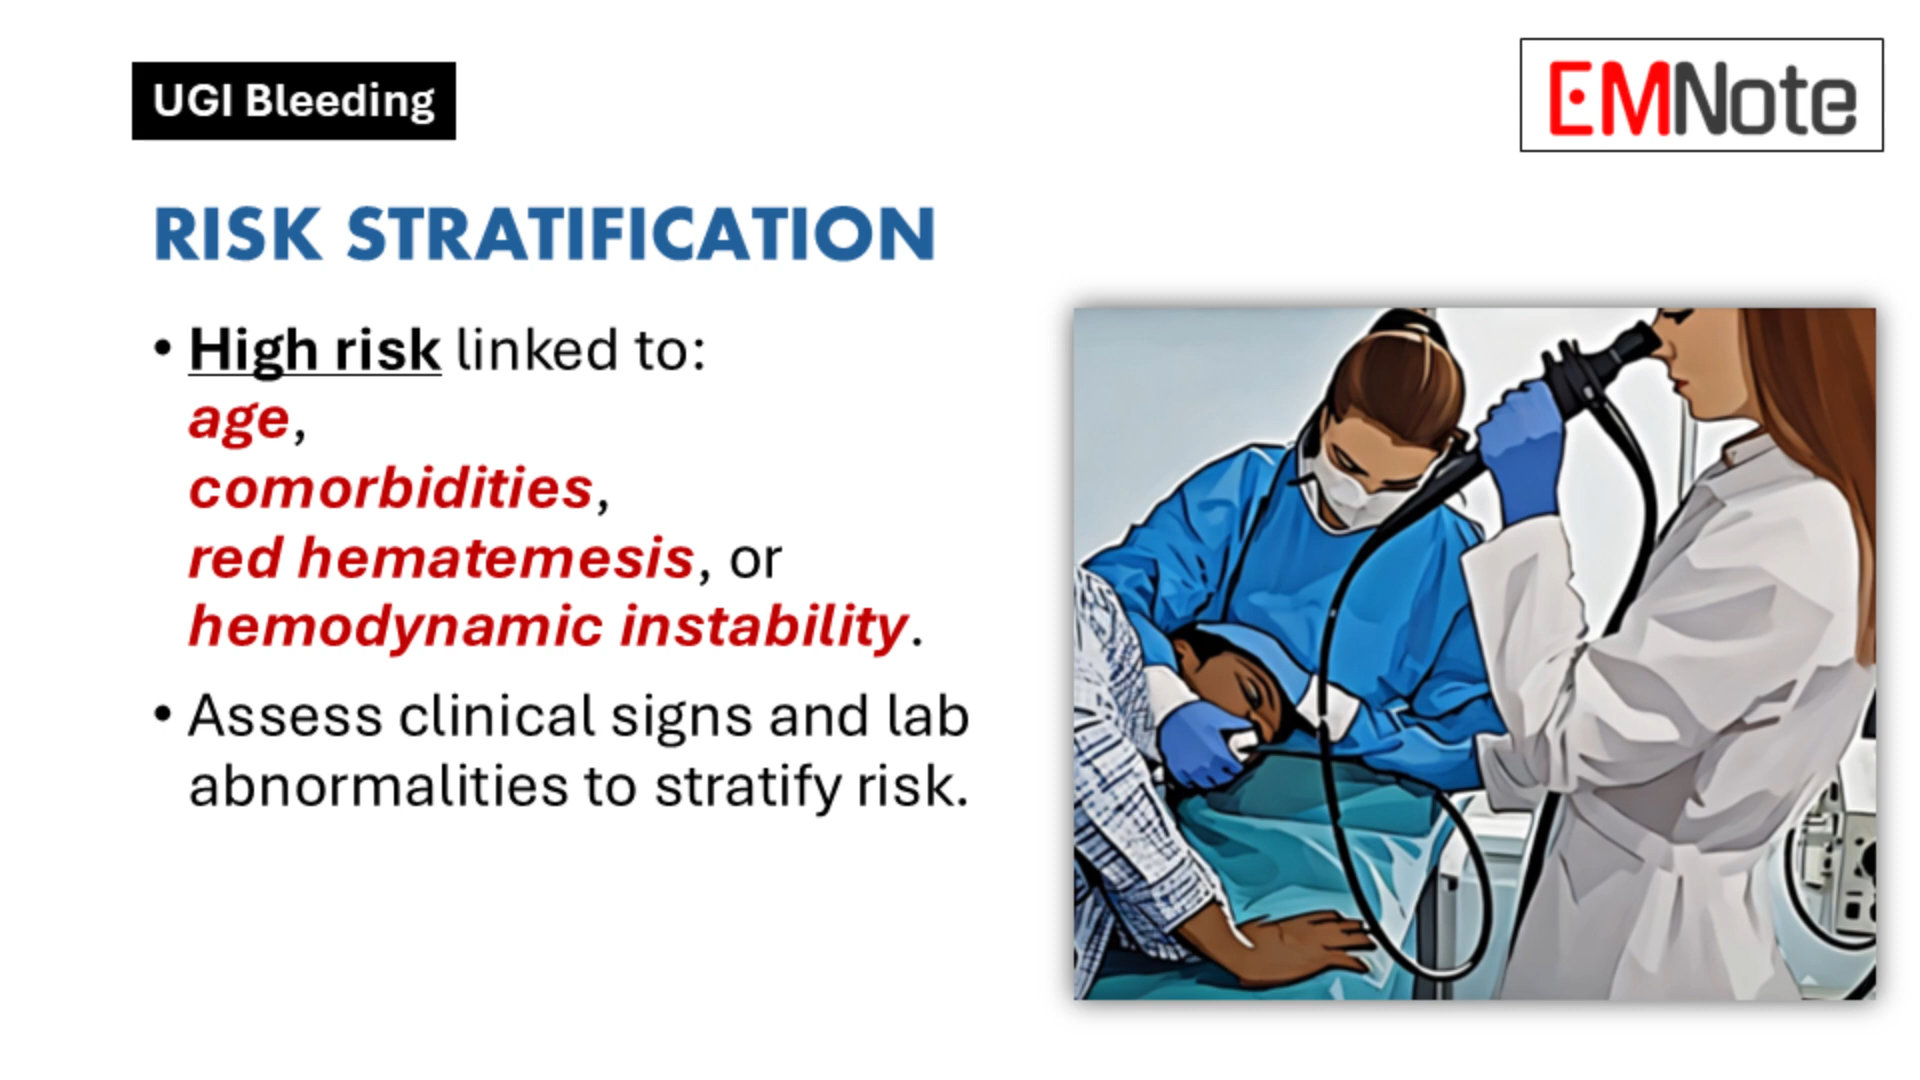 UGI Bleeding
EMNote
RISK STRATIFICATION
• High risk linked to:
age,
comorbidities,
red hematemesis, or
hemodynamic instability.
• Assess clinical signs and lab
abnormalities to stratify risk.